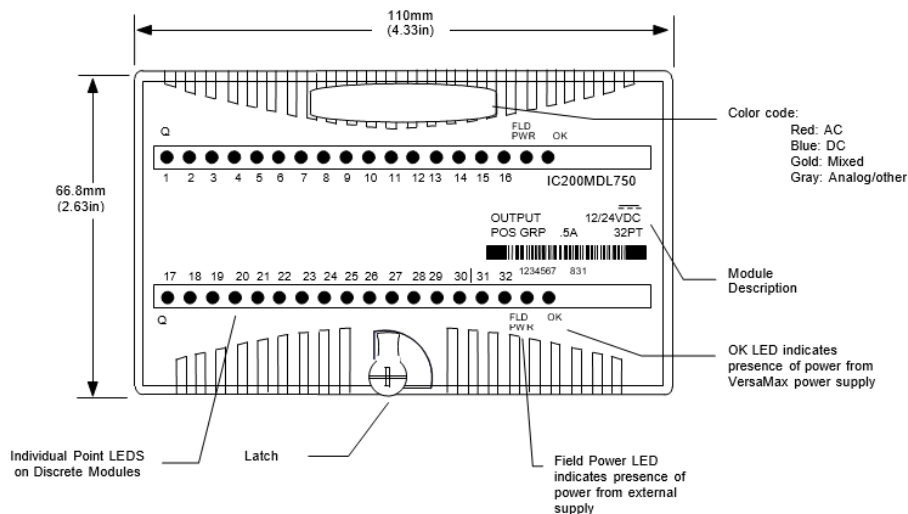 110mm
(4.33in)
66.8mm
(2.63in)
Q
FLD
PWR
OK
1 2 3 4 5 6 7 8 9 10 11 12 13 14 15 16
IC200MDL750
OUTPUT 12/24VDC
POS GRP .5A 32PT
1234567 831
17 18 19 20 21 22 23 24 25 26 27 28 29 30 31 32
Q
FLD
PWR
OK
Color code:
Red: AC
Blue: DC
Gold: Mixed
Gray: Analog/other
Module
Description
OK LED indicates
presence of power from
VersaMax power supply
Individual Point LEDS
on Discrete Modules
Latch
Field Power LED
indicates presence of
power from external
supply